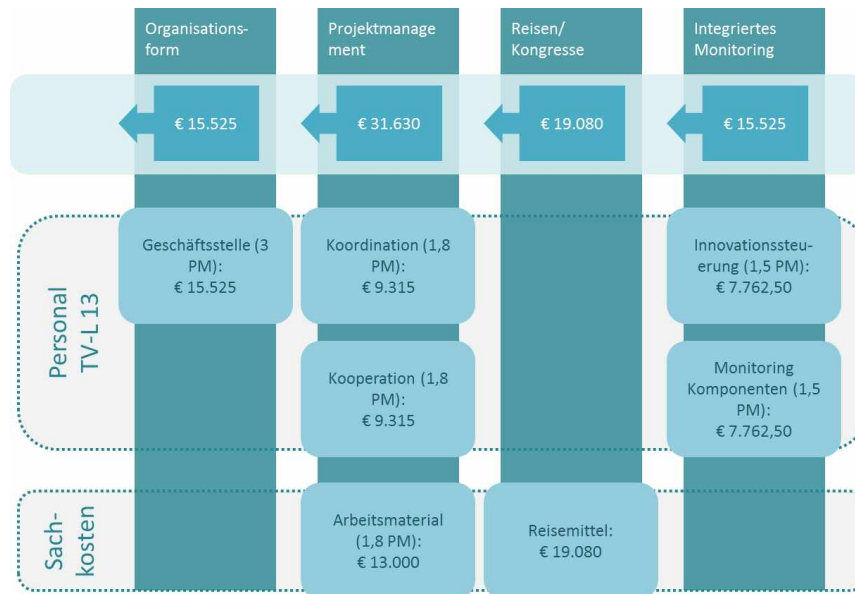 Organisations-
form
Projektmanage
ment
Reisen/
Kongresse
Integriertes
Monitoring
€ 15.525
€ 31.630
€ 19.080
€ 15.525
Personal
TV-L 13
Geschäftsstelle (3
PM):
€ 15.525
Koordination (1,8
PM):
€ 9.315
Innovationssteu-
erung (1,5 PM):
€ 7.762,50
Kooperation (1,8
PM):
€ 9.315
Monitoring
Komponenten (1,5
PM):
€ 7.762,50
Sach-
kosten
Arbeitsmaterial
(1,8 PM):
€ 13.000
Reisemittel:
€ 19.080